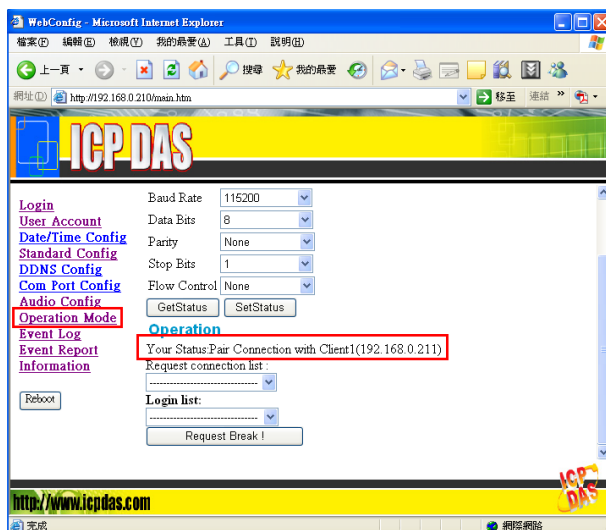 WebConfig - Microsoft Internet Explorer
檔案(F) 編輯(E) 檢視(V) 我的最愛(A) 工具(T) 說明(H)
上一頁 搜尋 我的最愛
網址(D) http://192.168.0.210/main.htm 移至 連結 »
ICP DAS
Login
User Account
Date/Time Config
Standard Config
DDNS Config
Com Port Config
Audio Config
Operation Mode
Event Log
Event Report
Information
Reboot
Baud Rate 115200
Data Bits 8
Parity None
Stop Bits 1
Flow Control None
GetStatus SetStatus
Operation
Your Status:Pair Connection with Client1(192.168.0.211)
Request connection list :
--------------------------------
Login list:
--------------------------------
Request Break !
http://www.icpdas.com
ICP DAS
完成 網際網路